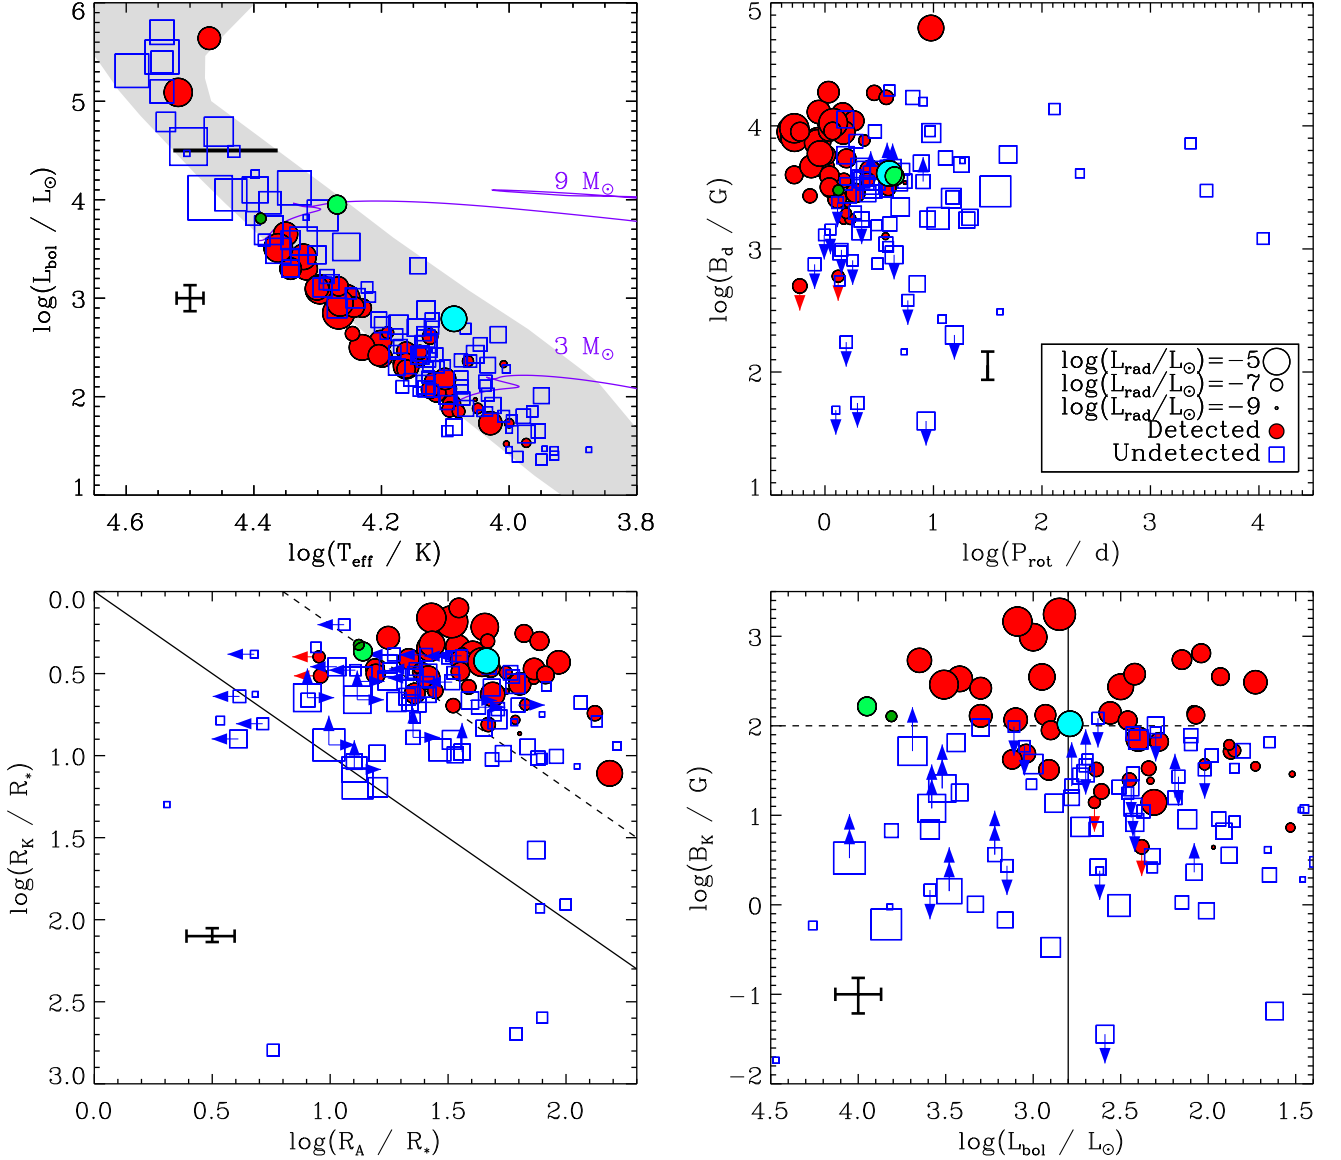 6
5
4
3
2
1
log(L_bol / L_⊙)
9 M_⊙
3 M_⊙
4.6 4.4 4.2 4.0 3.8
log(T_eff / K)
5
4
3
2
1
log(B_d / G)
log(L_rad/L_⊙)=−5
log(L_rad/L_⊙)=−7
log(L_rad/L_⊙)=−9
Detected
Undetected
0 1 2 3 4
log(P_rot / d)
0.0
0.5
1.0
1.5
2.0
2.5
3.0
log(R_K / R_*)
0.0 0.5 1.0 1.5 2.0
log(R_A / R_*)
3
2
1
0
−1
−2
log(B_K / G)
4.5 4.0 3.5 3.0 2.5 2.0 1.5
log(L_bol / L_⊙)